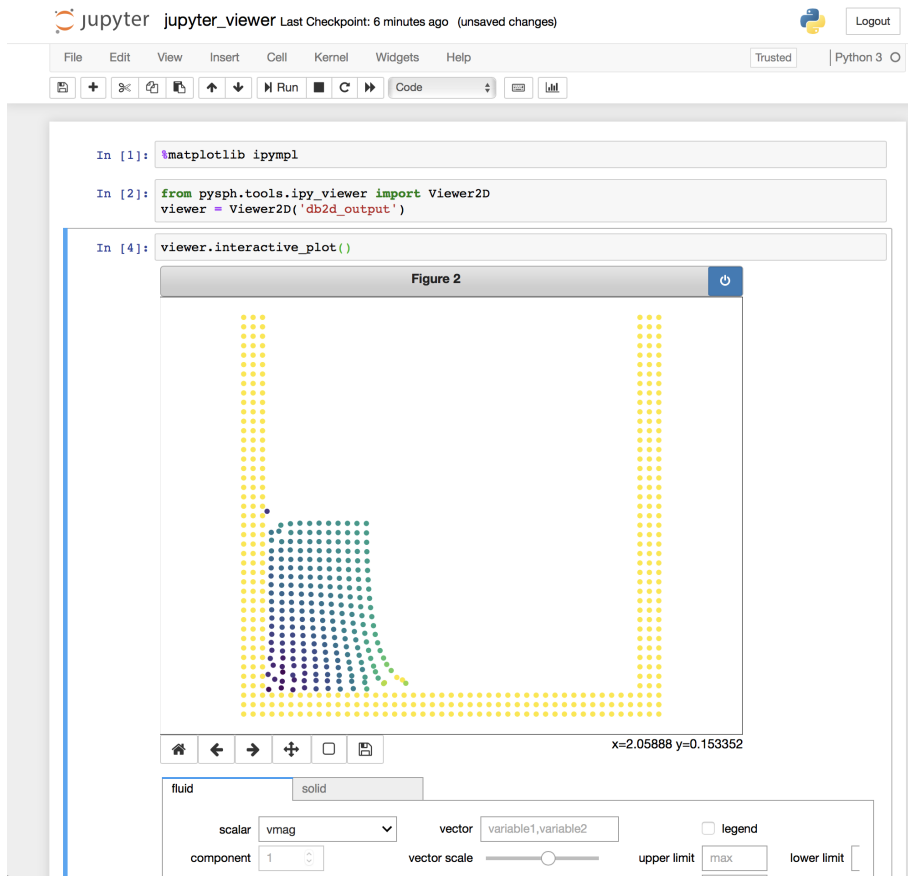 jupyter jupyter_viewer Last Checkpoint: 6 minutes ago (unsaved changes) Logout
File Edit View Insert Cell Kernel Widgets Help Trusted Python 3
Run Code
In [1]: %matplotlib ipympl
In [2]: from pysph.tools.ipy_viewer import Viewer2D
viewer = Viewer2D('db2d_output')
In [4]: viewer.interactive_plot()
Figure 2
x=2.05888 y=0.153352
fluid solid
scalar vmag vector variable1,variable2 legend
component 1 vector scale upper limit max lower limit